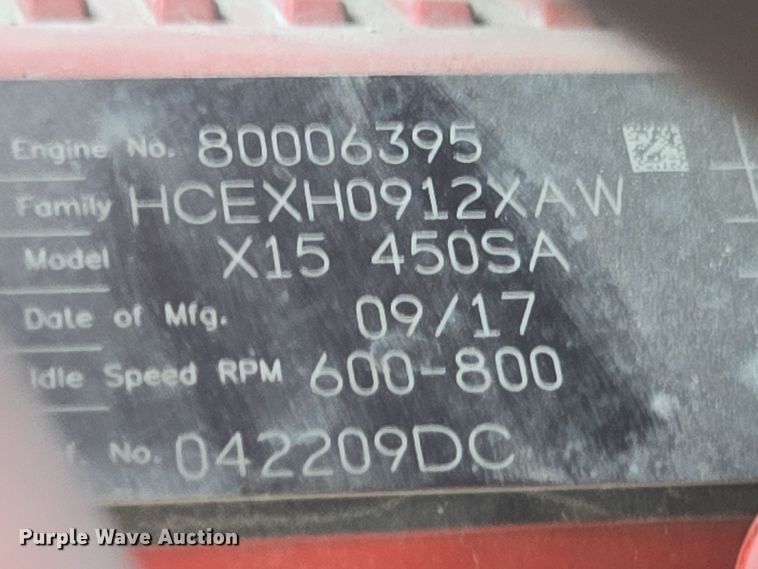 Engine No. 80006395
Family HCEXH0912XAW
Model X15 450SA
Date of Mfg. 09/17
Idle Speed RPM 600-800
No. 042209DC
Purple Wave Auction